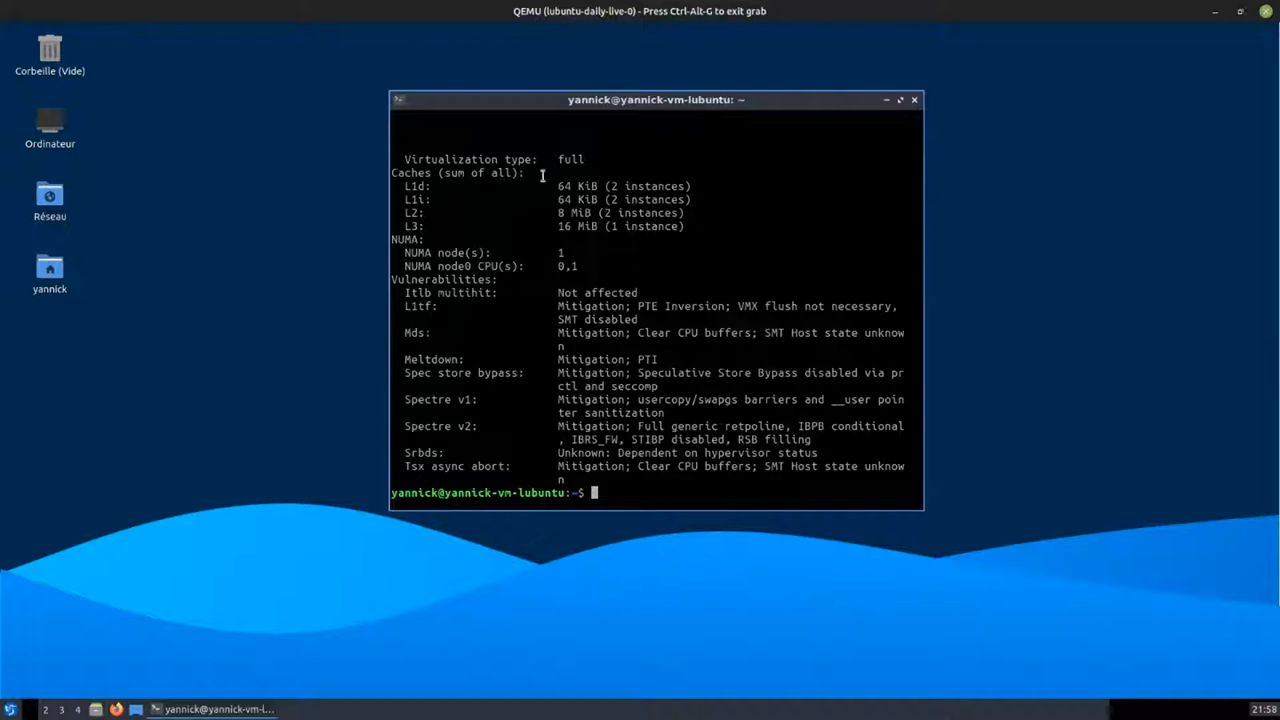 QEMU (lubuntu-daily-live-0) - Press Ctrl-Alt-G to exit grab
Corbeille (Vide)
Ordinateur
Réseau
yannick
yannick@yannick-vm-lubuntu: ~
Virtualization type: full
Caches (sum of all):
L1d: 64 KiB (2 instances)
L1i: 64 KiB (2 instances)
L2: 8 MiB (2 instances)
L3: 16 MiB (1 instance)
NUMA:
NUMA node(s): 1
NUMA node0 CPU(s): 0,1
Vulnerabilities:
Itlb multihit: Not affected
L1tf: Mitigation; PTE Inversion; VMX flush not necessary,
SMT disabled
Mds: Mitigation; Clear CPU buffers; SMT Host state unknow
n
Meltdown: Mitigation; PTI
Spec store bypass: Mitigation; Speculative Store Bypass disabled via pr
ctl and seccomp
Spectre v1: Mitigation; usercopy/swapgs barriers and __user poin
ter sanitization
Spectre v2: Mitigation; Full generic retpoline, IBPB conditional
, IBRS_FW, STIBP disabled, RSB filling
Srbds: Unknown: Dependent on hypervisor status
Tsx async abort: Mitigation; Clear CPU buffers; SMT Host state unknow
n
yannick@yannick-vm-lubuntu:~$
2 3 4 yannick@yannick-vm-l... 21:58